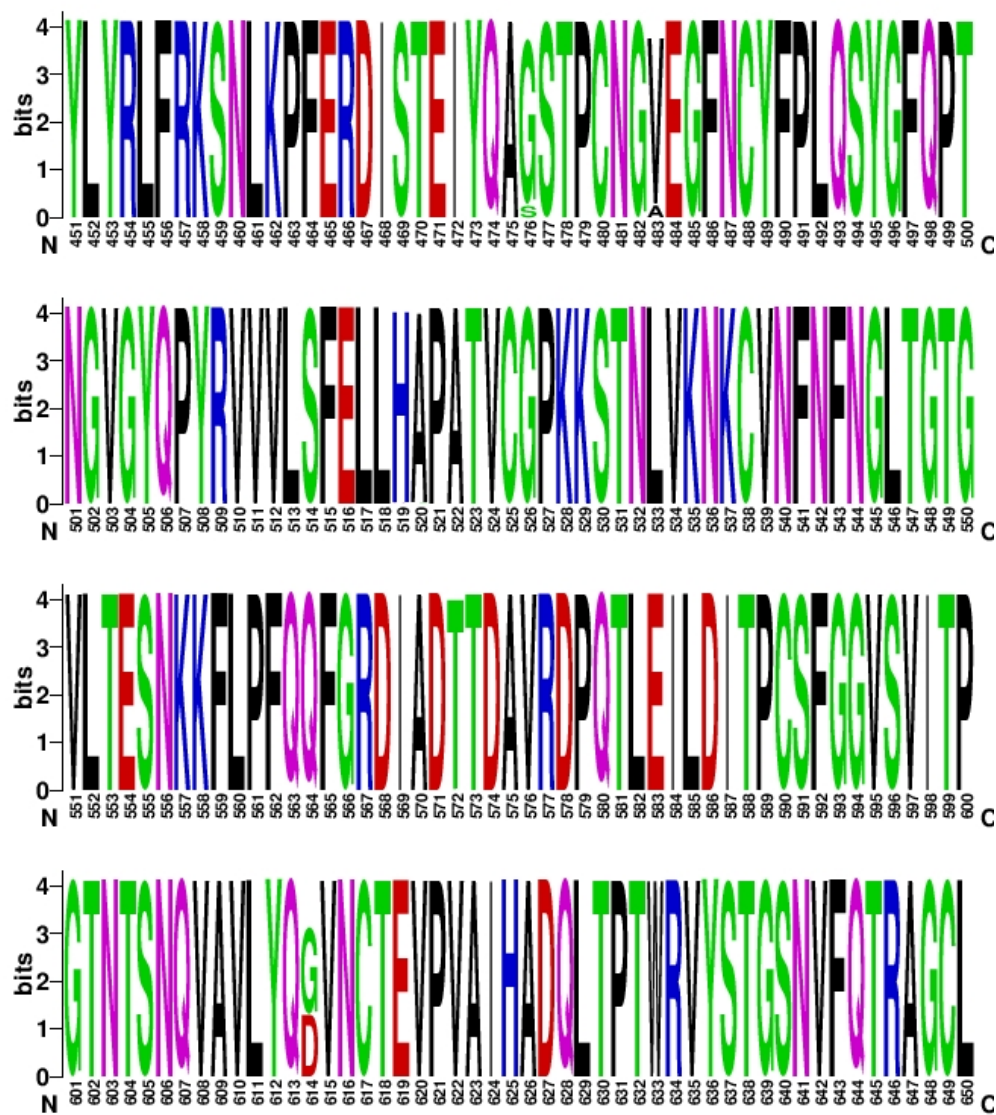 bits
4
3
2
1
0
YLYRLFRKSNLKPFERDISTEIYQAGSTPCNGVEGFNCYFPLQSYGFQPT
S A
N 451 452 453 454 455 456 457 458 459 460 461 462 463 464 465 466 467 468 469 470 471 472 473 474 475 476 477 478 479 480 481 482 483 484 485 486 487 488 489 490 491 492 493 494 495 496 497 498 499 500 C
bits
4
3
2
1
0
NGVGYQPYRVVVLSFELLHAPATVCGPKKSTNLVKNKCVNFNFNGLTGTG
N 501 502 503 504 505 506 507 508 509 510 511 512 513 514 515 516 517 518 519 520 521 522 523 524 525 526 527 528 529 530 531 532 533 534 535 536 537 538 539 540 541 542 543 544 545 546 547 548 549 550 C
bits
4
3
2
1
0
VLTESNKKFLPFQQFGRDIADTTDAVRDPQTLEILDITPCSFGGVSVITP
N 551 552 553 554 555 556 557 558 559 560 561 562 563 564 565 566 567 568 569 570 571 572 573 574 575 576 577 578 579 580 581 582 583 584 585 586 587 588 589 590 591 592 593 594 595 596 597 598 599 600 C
bits
4
3
2
1
0
GTNTSNQVAVLYQGVNCTEVPVAIHADQLTPTWRVYSTGSNVFQTRAGCL
D
N 601 602 603 604 605 606 607 608 609 610 611 612 613 614 615 616 617 618 619 620 621 622 623 624 625 626 627 628 629 630 631 632 633 634 635 636 637 638 639 640 641 642 643 644 645 646 647 648 649 650 C